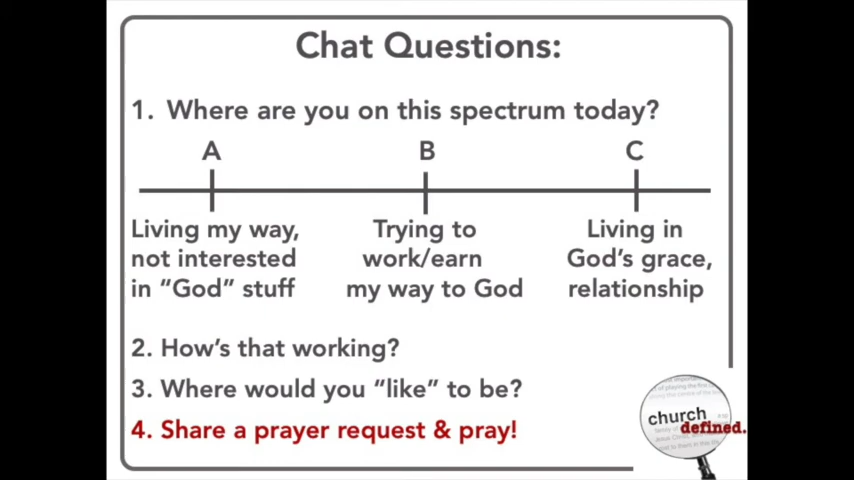 Chat Questions:
1. Where are you on this spectrum today?
A B C
Living my way, Trying to Living in
not interested work/earn God's grace,
in “God” stuff my way to God relationship
2. How's that working?
3. Where would you “like” to be?
4. Share a prayer request & pray!
church
defined.